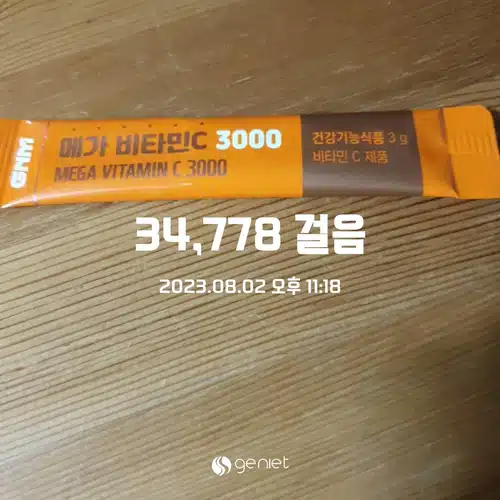 GNM
메가 비타민C 3000
MEGA VITAMIN C 3000
건강기능식품 3 g
비타민 C 제품
34,778 걸음
2023.08.02 오후 11:18
geniet